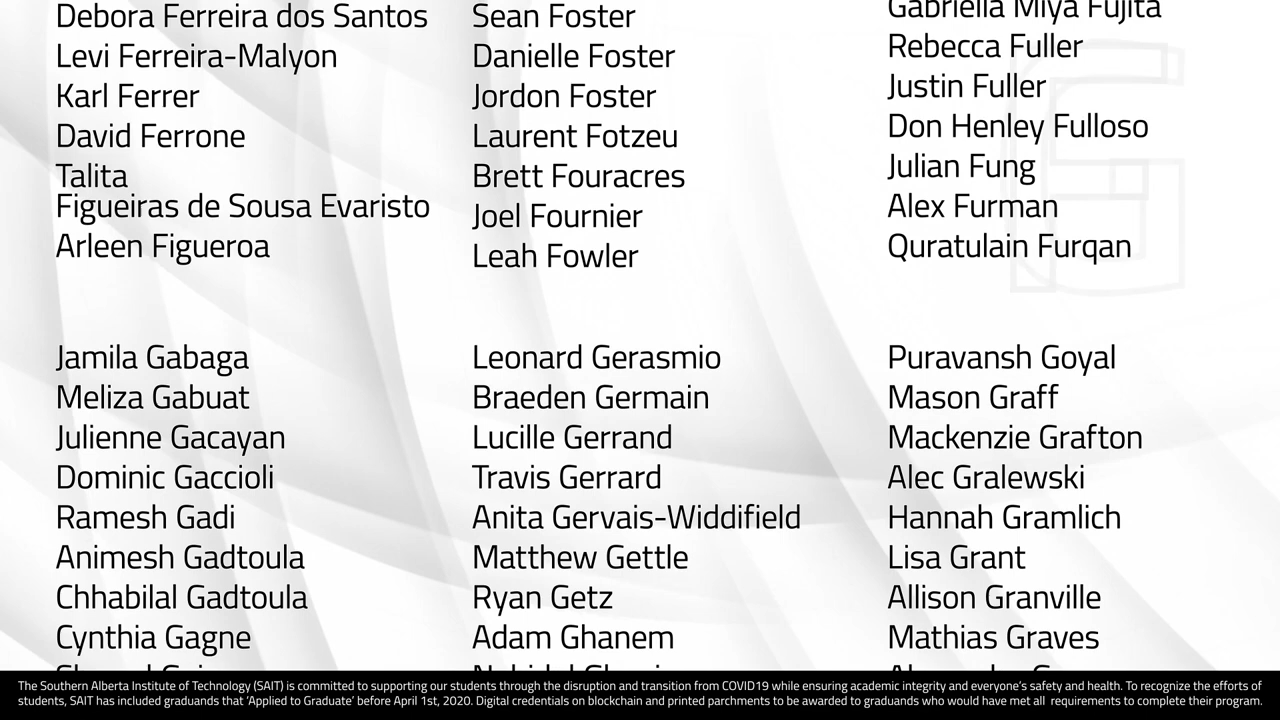 Debora Ferreira dos Santos
Levi Ferreira-Malyon
Karl Ferrer
David Ferrone
Talita
Figueiras de Sousa Evaristo
Arleen Figueroa
Sean Foster
Danielle Foster
Jordon Foster
Laurent Fotzeu
Brett Fouracres
Joel Fournier
Leah Fowler
Gabriella Miya Fujita
Rebecca Fuller
Justin Fuller
Don Henley Fulloso
Julian Fung
Alex Furman
Quratulain Furqan
Jamila Gabaga
Meliza Gabuat
Julienne Gacayan
Dominic Gaccioli
Ramesh Gadi
Animesh Gadtoula
Chhabilal Gadtoula
Cynthia Gagne
Leonard Gerasmio
Braeden Germain
Lucille Gerrand
Travis Gerrard
Anita Gervais-Widdifield
Matthew Gettle
Ryan Getz
Adam Ghanem
Puravansh Goyal
Mason Graff
Mackenzie Grafton
Alec Gralewski
Hannah Gramlich
Lisa Grant
Allison Granville
Mathias Graves
The Southern Alberta Institute of Technology (SAIT) is committed to supporting our students through the disruption and transition from COVID19 while ensuring academic integrity and everyone's safety and health. To recognize the efforts of
students, SAIT has included graduands that 'Applied to Graduate' before April 1st, 2020. Digital credentials on blockchain and printed parchments to be awarded to graduands who would have met all requirements to complete their program.